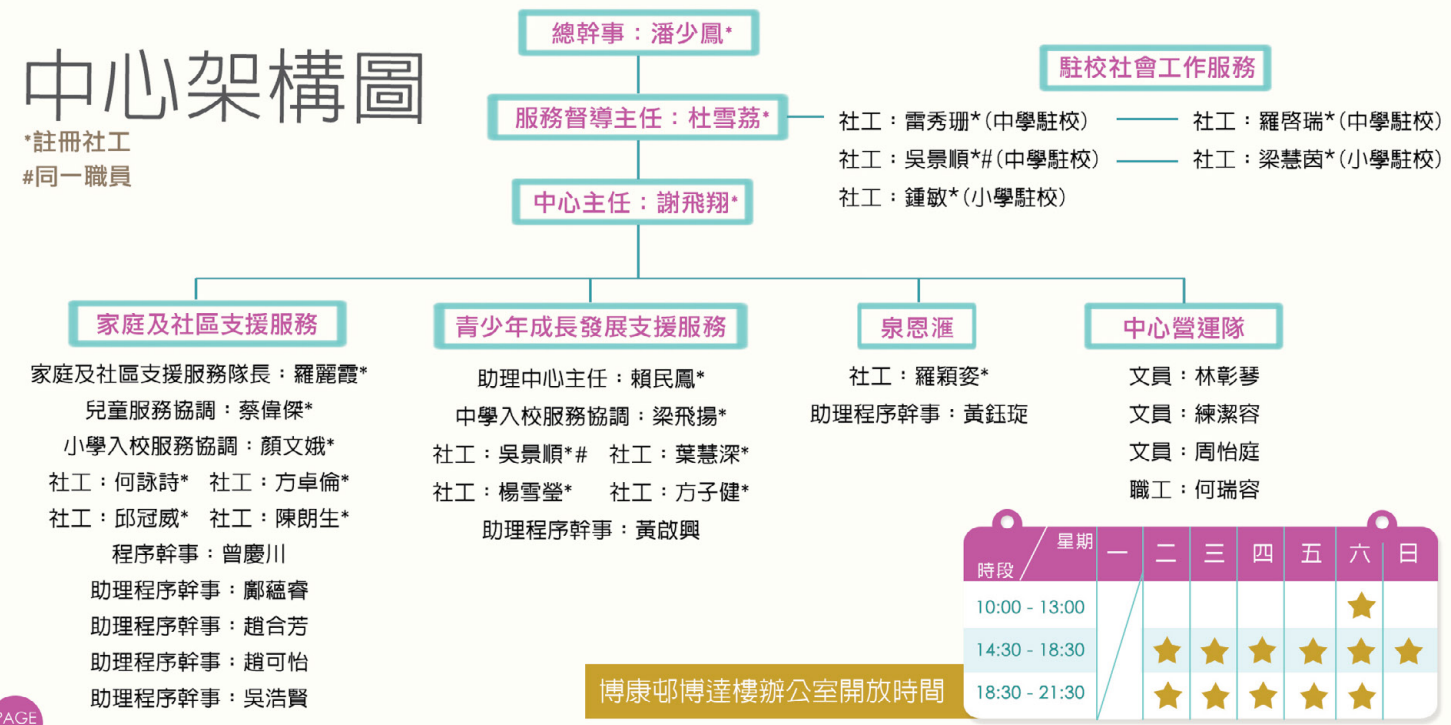 中心架構圖
*註冊社工
#同一職員
總幹事：潘少鳳*
服務督導主任：杜雪荔*
中心主任：謝飛翔*
駐校社會工作服務
社工：雷秀珊*(中學駐校) 社工：羅啓瑞*(中學駐校)
社工：吳景順*#(中學駐校) 社工：梁慧茵*(小學駐校)
社工：鍾敏*(小學駐校)
家庭及社區支援服務
家庭及社區支援服務隊長：羅麗霞*
兒童服務協調：蔡偉傑*
小學入校服務協調：顏文娥*
社工：何詠詩* 社工：方卓倫*
社工：邱冠威* 社工：陳朗生*
程序幹事：曾慶川
助理程序幹事：鄺蘊睿
助理程序幹事：趙合芳
助理程序幹事：趙可怡
助理程序幹事：吳浩賢
青少年成長發展支援服務
助理中心主任：賴民鳳*
中學入校服務協調：梁飛揚*
社工：吳景順*# 社工：葉慧深*
社工：楊雪瑩* 社工：方子健*
助理程序幹事：黃啟興
泉恩滙
社工：羅穎姿*
助理程序幹事：黃鈺琁
中心營運隊
文員：林彰琴
文員：練潔容
文員：周怡庭
職工：何瑞容
博康邨博達樓辦公室開放時間
星期 一 二 三 四 五 六 日
時段
10:00 - 13:00
14:30 - 18:30
18:30 - 21:30
PAGE